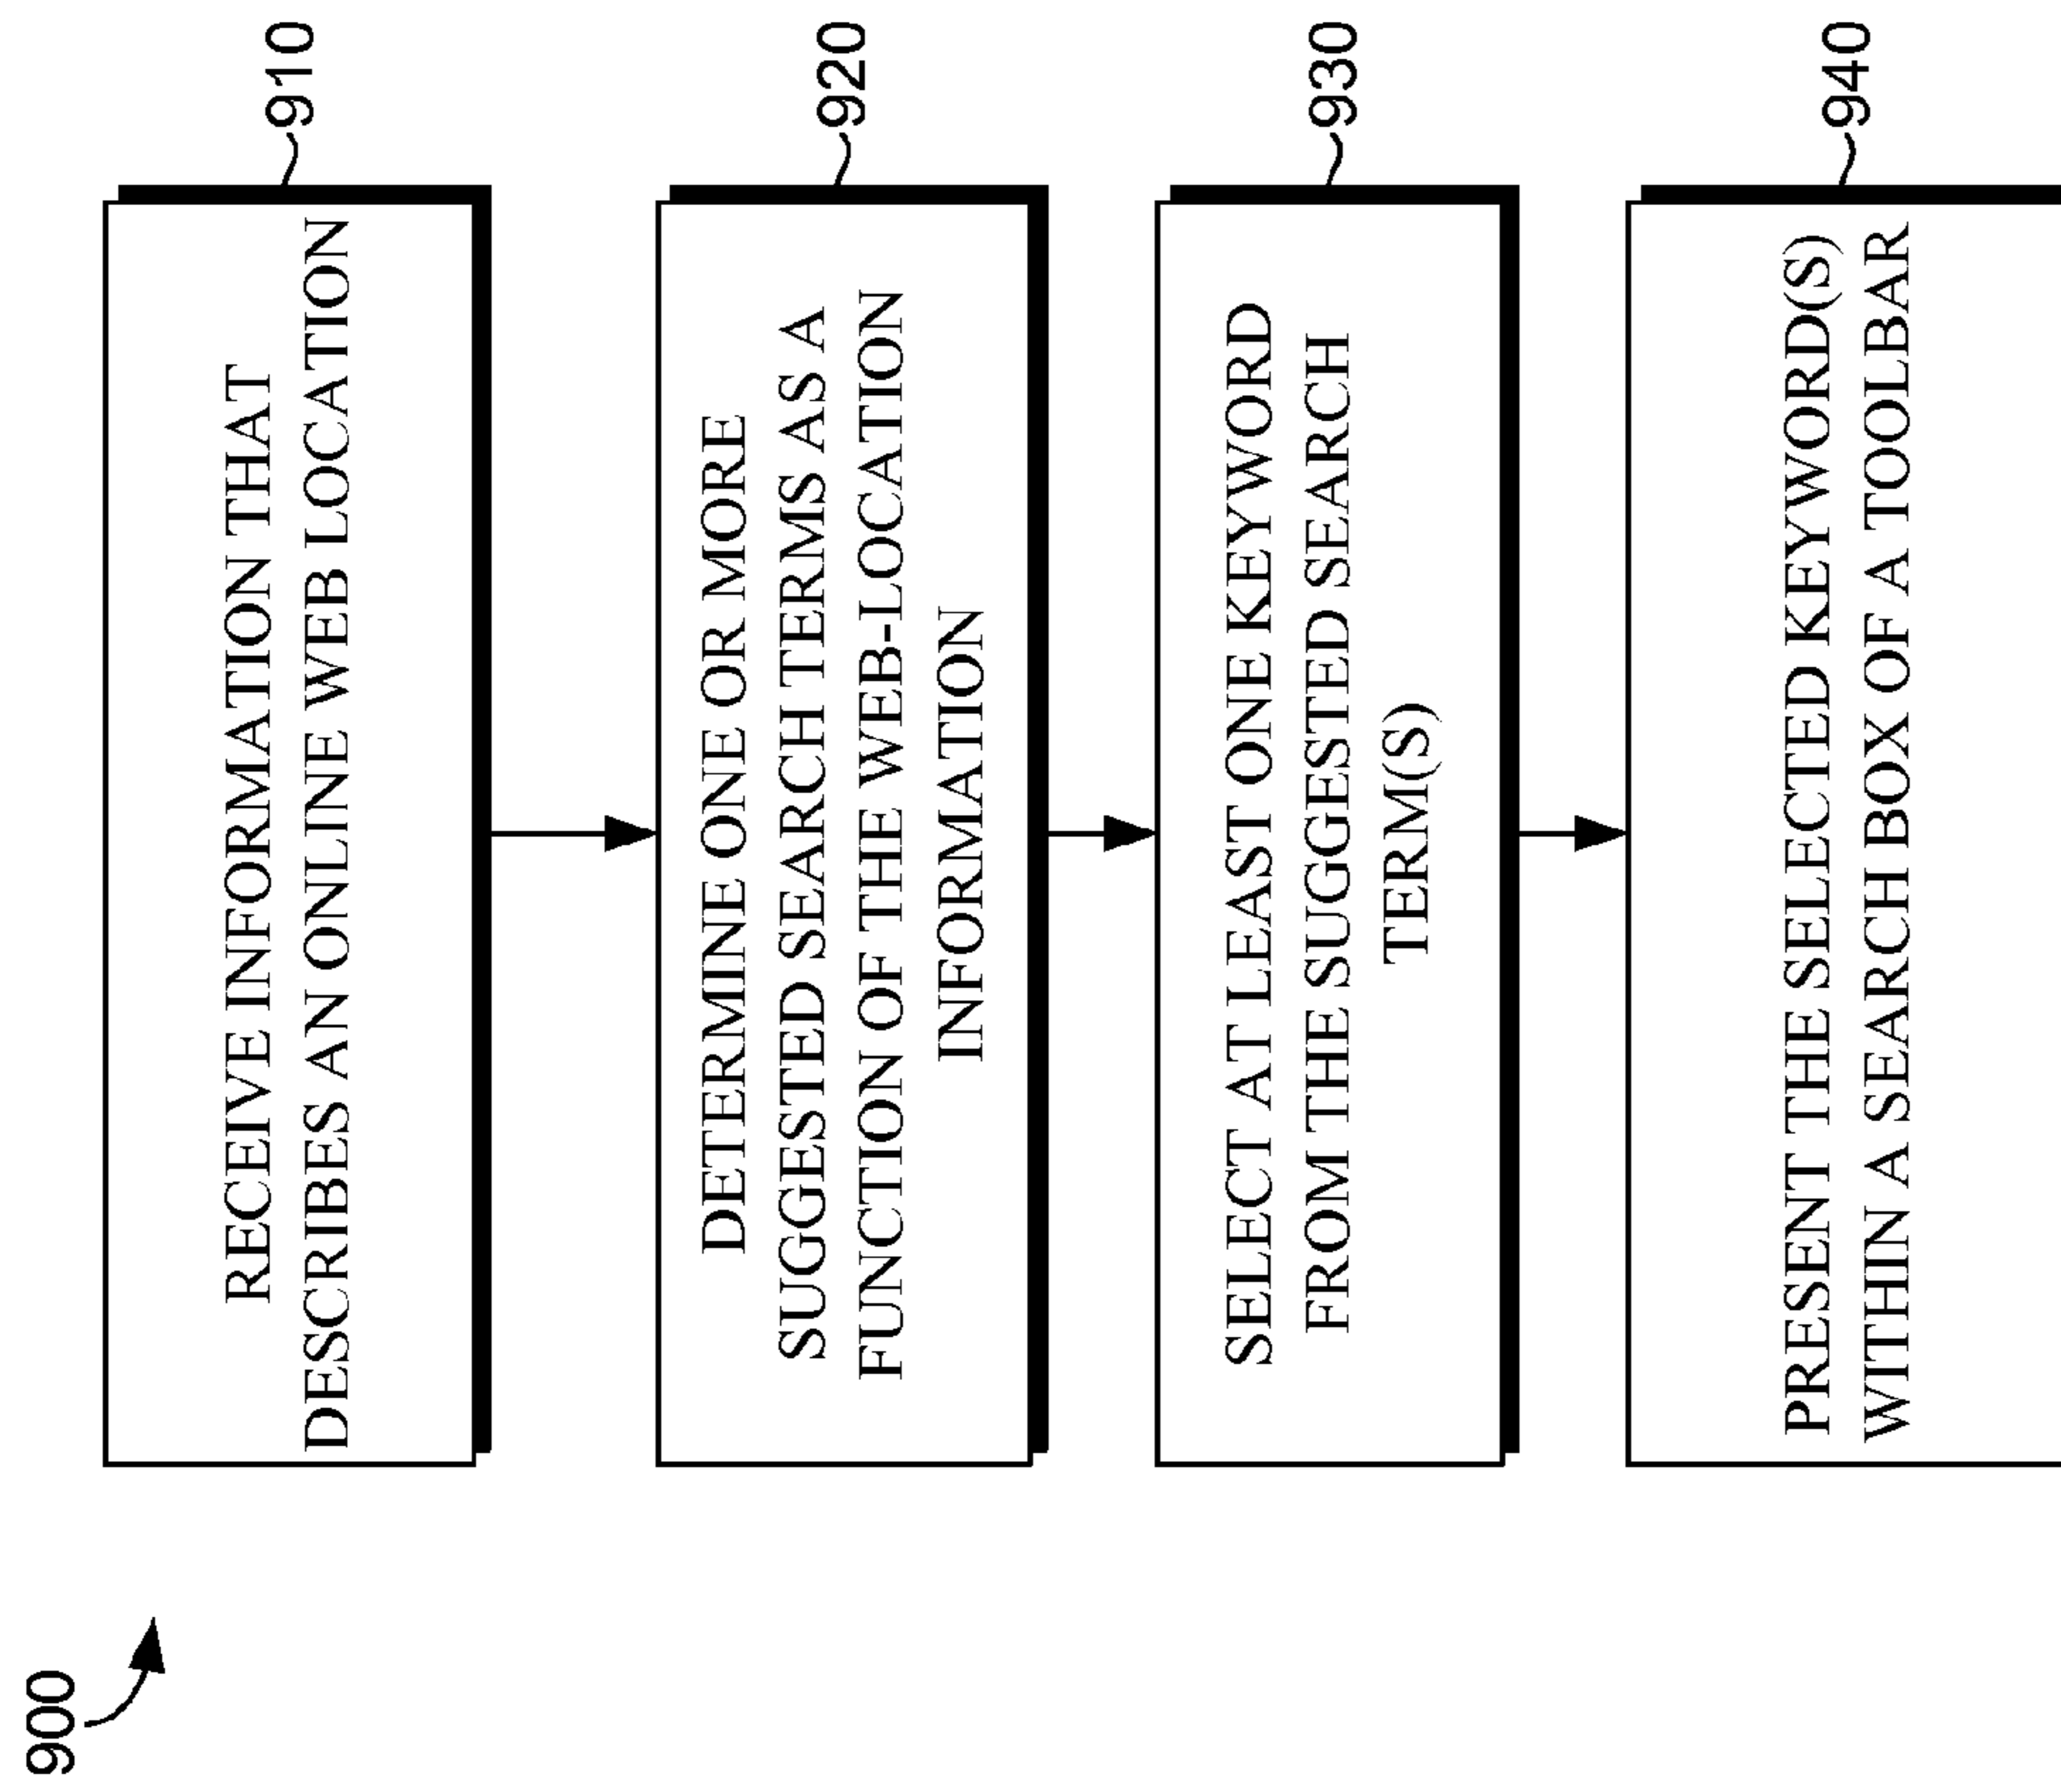 900
RECEIVE INFORMATION THAT
DESCRIBES AN ONLINE WEB LOCATION
910
DETERMINE ONE OR MORE
SUGGESTED SEARCH TERMS AS A
FUNCTION OF THE WEB-LOCATION
INFORMATION
920
SELECT AT LEAST ONE KEYWORD
FROM THE SUGGESTED SEARCH
TERM(S)
930
PRESENT THE SELECTED KEYWORD(S)
WITHIN A SEARCH BOX OF A TOOLBAR
940